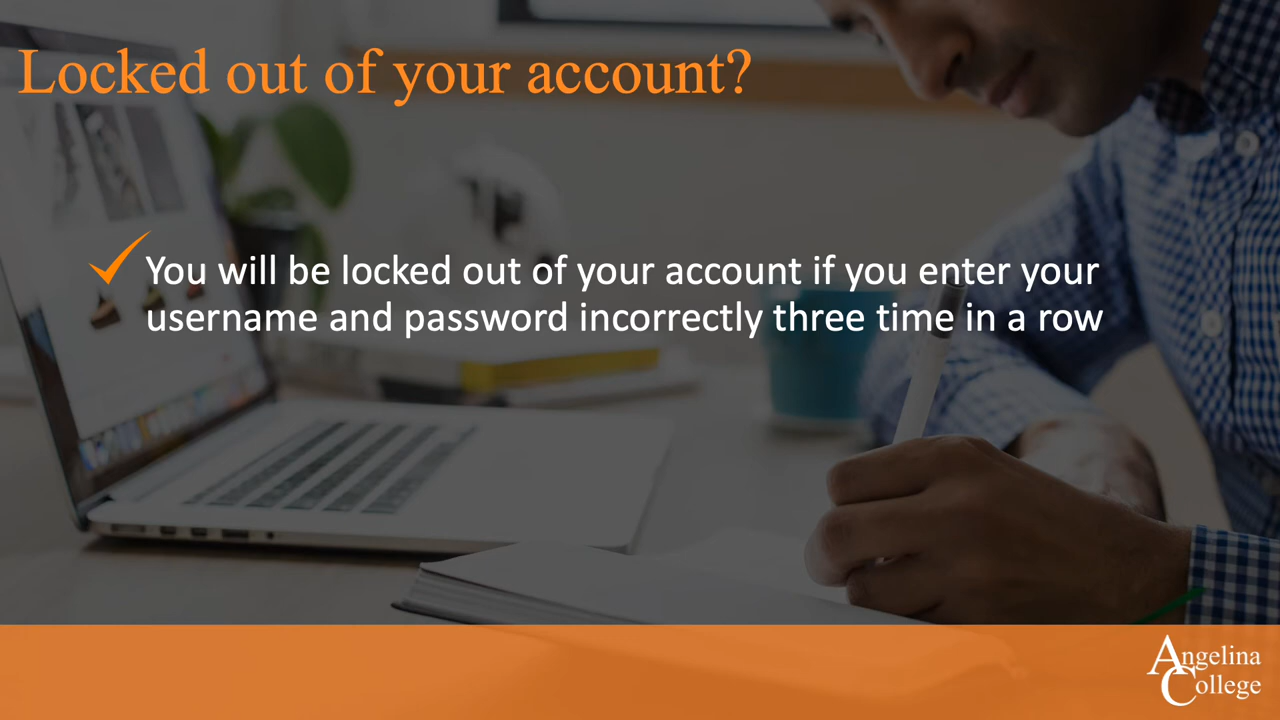 Locked out of your account?
You will be locked out of your account if you enter your
username and password incorrectly three time in a row
Angelina
College